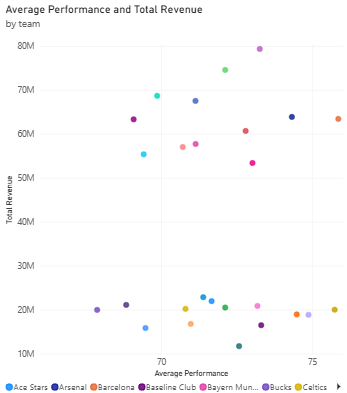 Average Performance and Total Revenue
by team
80M
70M
60M
50M
40M
30M
20M
10M
Total Revenue
70
75
Average Performance
Ace Stars
Arsenal
Barcelona
Baseline Club
Bayern Mun...
Bucks
Celtics